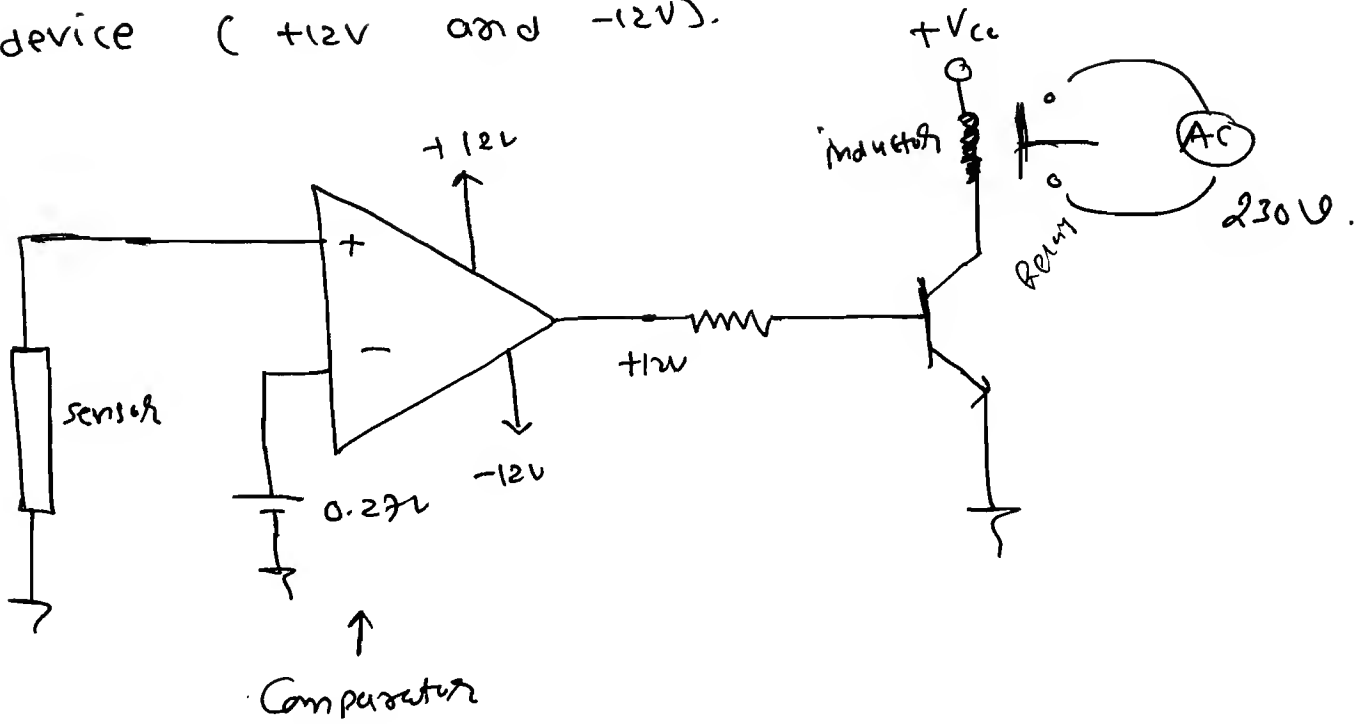 device ( +12V and -12V).
+Vcc
+12V
inductor
AC
230V.
Relay
+
-
sensor
+12V
-12V
0.27V
Comparator